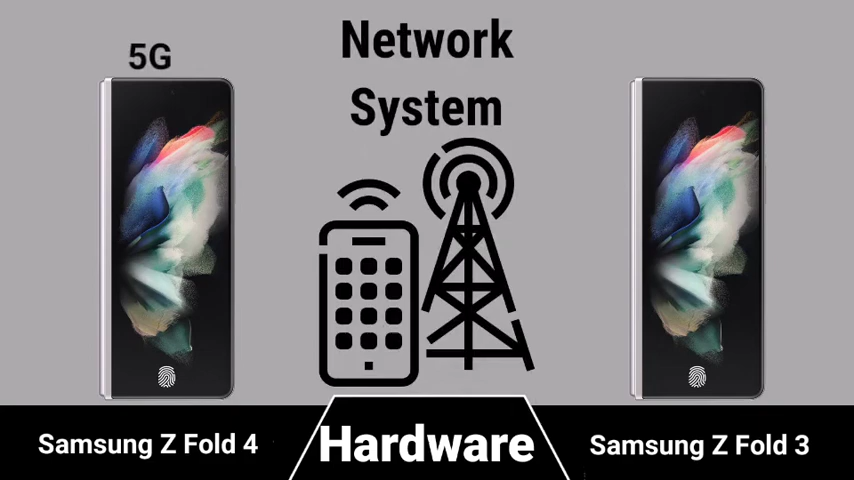 5G
Network
System
Samsung Z Fold 4
Hardware
Samsung Z Fold 3